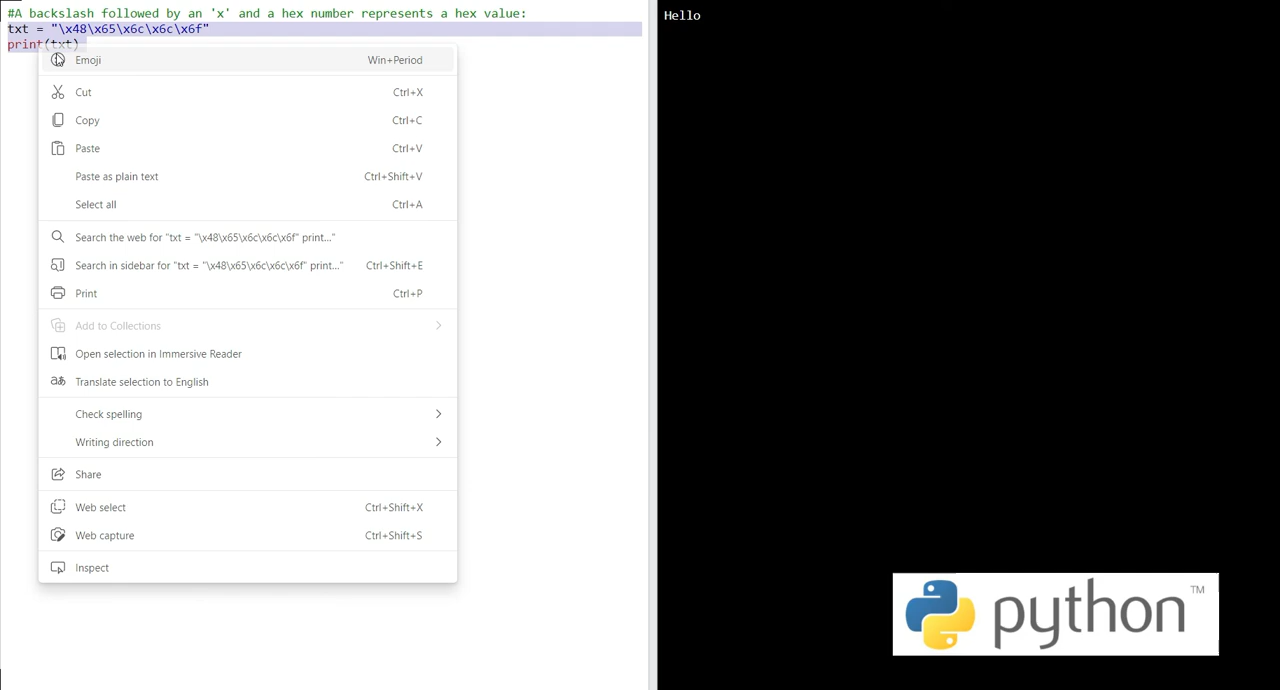 #A backslash followed by an 'x' and a hex number represents a hex value:
txt = "\x48\x65\x6c\x6c\x6f"
print(txt)
Emoji Win+Period
Cut Ctrl+X
Copy Ctrl+C
Paste Ctrl+V
Paste as plain text Ctrl+Shift+V
Select all Ctrl+A
Search the web for "txt = "\x48\x65\x6c\x6c\x6f" print..."
Search in sidebar for "txt = "\x48\x65\x6c\x6c\x6f" print..." Ctrl+Shift+E
Print Ctrl+P
Add to Collections
Open selection in Immersive Reader
Translate selection to English
Check spelling
Writing direction
Share
Web select Ctrl+Shift+X
Web capture Ctrl+Shift+S
Inspect
Hello
python™